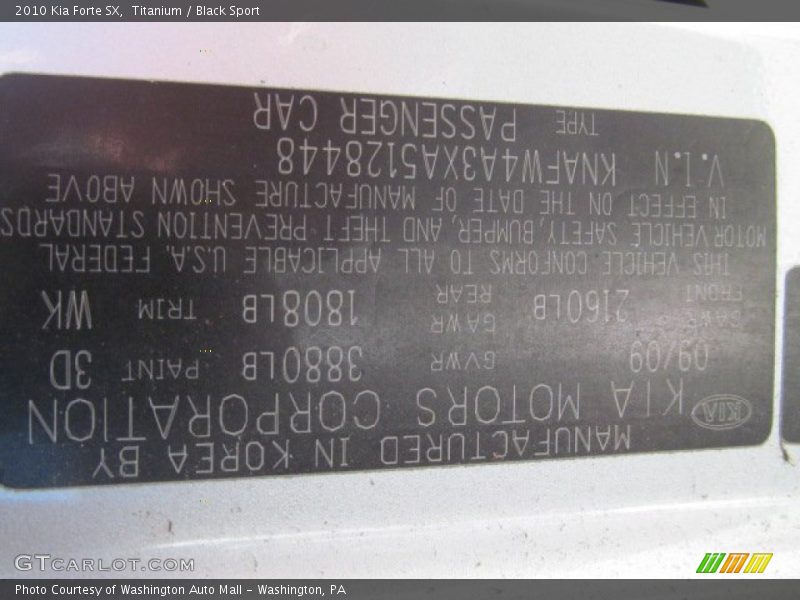 2010 Kia Forte SX,  Titanium / Black Sport
MANUFACTURED IN KOREA BY
KIA KIA MOTORS CORPORATION
09/09 GVWR 3880LB PAINT 3D
GAWR FRONT 2160LB GAWR REAR 1808LB TRIM WK
THIS VEHICLE CONFORMS TO ALL APPLICABLE U.S.A. FEDERAL
MOTOR VEHICLE SAFETY, BUMPER, AND THEFT PREVENTION STANDARDS
IN EFFECT ON THE DATE OF MANUFACTURE SHOWN ABOVE
V.I.N KNAFW4A3XA5128448
TYPE PASSENGER CAR
GTCARLOT.COM
Photo Courtesy of Washington Auto Mall - Washington, PA